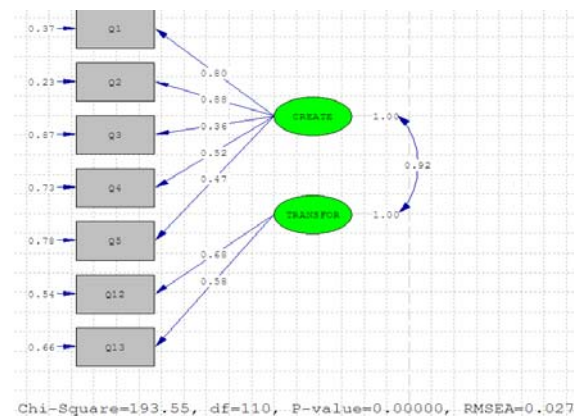 0.37 Q1
0.80
0.23 Q2
0.88
CREATE 1.00
0.87 Q3
0.36
0.52
0.92
0.73 Q4
0.47
TRANSFOR 1.00
0.78 Q5
0.68
0.58
0.54 Q12
0.66 Q13
Chi-Square=193.55, df=110, P-value=0.00000, RMSEA=0.027